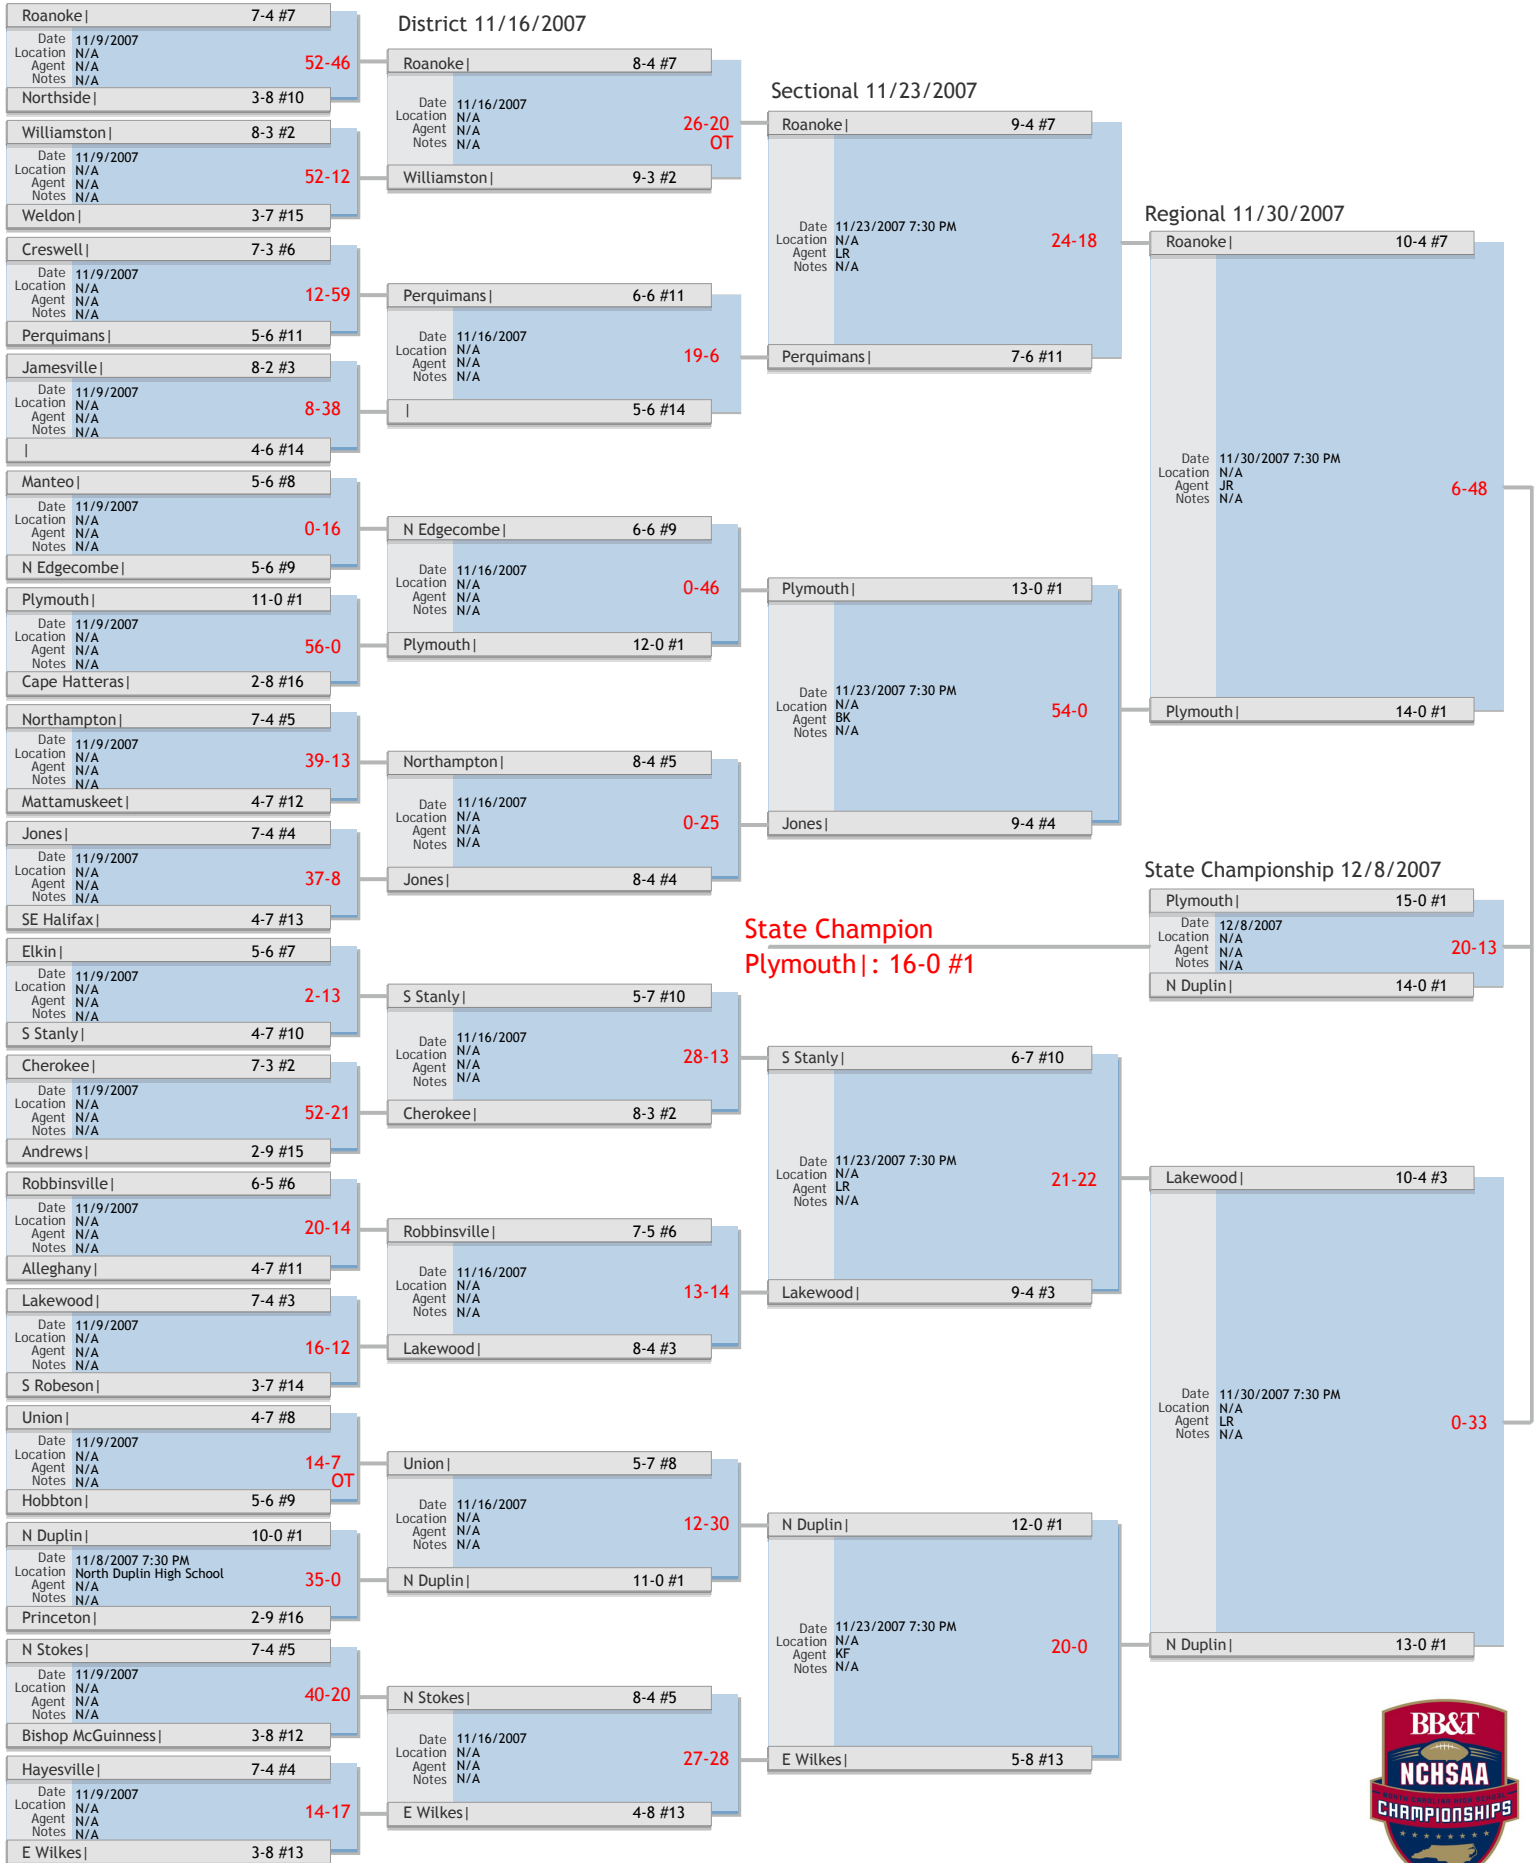 Roanoke| 7-4 #7
Date 11/9/2007
Location N/A
Agent N/A
Notes N/A
52-46
Northside| 3-8 #10
Williamston| 8-3 #2
Date 11/9/2007
Location N/A
Agent N/A
Notes N/A
52-12
Weldon| 3-7 #15
Creswell| 7-3 #6
Date 11/9/2007
Location N/A
Agent N/A
Notes N/A
12-59
Perquimans| 5-6 #11
Jamesville| 8-2 #3
Date 11/9/2007
Location N/A
Agent N/A
Notes N/A
8-38
| 4-6 #14
Manteo| 5-6 #8
Date 11/9/2007
Location N/A
Agent N/A
Notes N/A
0-16
N Edgecombe| 5-6 #9
Plymouth| 11-0 #1
Date 11/9/2007
Location N/A
Agent N/A
Notes N/A
56-0
Cape Hatteras| 2-8 #16
Northampton| 7-4 #5
Date 11/9/2007
Location N/A
Agent N/A
Notes N/A
39-13
Mattamuskeet| 4-7 #12
Jones| 7-4 #4
Date 11/9/2007
Location N/A
Agent N/A
Notes N/A
37-8
SE Halifax| 4-7 #13
Elkin| 5-6 #7
Date 11/9/2007
Location N/A
Agent N/A
Notes N/A
2-13
S Stanly| 4-7 #10
Cherokee| 7-3 #2
Date 11/9/2007
Location N/A
Agent N/A
Notes N/A
52-21
Andrews| 2-9 #15
Robbinsville| 6-5 #6
Date 11/9/2007
Location N/A
Agent N/A
Notes N/A
20-14
Alleghany| 4-7 #11
Lakewood| 7-4 #3
Date 11/9/2007
Location N/A
Agent N/A
Notes N/A
16-12
S Robeson| 3-7 #14
Union| 4-7 #8
Date 11/9/2007
Location N/A
Agent N/A
Notes N/A
14-7
OT
Hobbton| 5-6 #9
N Duplin| 10-0 #1
Date 11/8/2007 7:30 PM
Location North Duplin High School
Agent N/A
Notes N/A
35-0
Princeton| 2-9 #16
N Stokes| 7-4 #5
Date 11/9/2007
Location N/A
Agent N/A
Notes N/A
40-20
Bishop McGuinness| 3-8 #12
Hayesville| 7-4 #4
Date 11/9/2007
Location N/A
Agent N/A
Notes N/A
14-17
E Wilkes| 3-8 #13
District 11/16/2007
Roanoke| 8-4 #7
Date 11/16/2007
Location N/A
Agent N/A
Notes N/A
26-20
OT
Williamston| 9-3 #2
Perquimans| 6-6 #11
Date 11/16/2007
Location N/A
Agent N/A
Notes N/A
19-6
| 5-6 #14
N Edgecombe| 6-6 #9
Date 11/16/2007
Location N/A
Agent N/A
Notes N/A
0-46
Plymouth| 12-0 #1
Northampton| 8-4 #5
Date 11/16/2007
Location N/A
Agent N/A
Notes N/A
0-25
Jones| 8-4 #4
S Stanly| 5-7 #10
Date 11/16/2007
Location N/A
Agent N/A
Notes N/A
28-13
Cherokee| 8-3 #2
Robbinsville| 7-5 #6
Date 11/16/2007
Location N/A
Agent N/A
Notes N/A
13-14
Lakewood| 8-4 #3
Union| 5-7 #8
Date 11/16/2007
Location N/A
Agent N/A
Notes N/A
12-30
N Duplin| 11-0 #1
N Stokes| 8-4 #5
Date 11/16/2007
Location N/A
Agent N/A
Notes N/A
27-28
E Wilkes| 4-8 #13
Sectional 11/23/2007
Roanoke| 9-4 #7
Date 11/23/2007 7:30 PM
Location N/A
Agent LR
Notes N/A
24-18
Perquimans| 7-6 #11
Plymouth| 13-0 #1
Date 11/23/2007 7:30 PM
Location N/A
Agent BK
Notes N/A
54-0
Jones| 9-4 #4
State Champion
Plymouth|: 16-0 #1
S Stanly| 6-7 #10
Date 11/23/2007 7:30 PM
Location N/A
Agent LR
Notes N/A
21-22
Lakewood| 9-4 #3
N Duplin| 12-0 #1
Date 11/23/2007 7:30 PM
Location N/A
Agent KF
Notes N/A
20-0
E Wilkes| 5-8 #13
Regional 11/30/2007
Roanoke| 10-4 #7
Date 11/30/2007 7:30 PM
Location N/A
Agent JR
Notes N/A
6-48
Plymouth| 14-0 #1
State Championship 12/8/2007
Plymouth| 15-0 #1
Date 12/8/2007
Location N/A
Agent N/A
Notes N/A
20-13
N Duplin| 14-0 #1
Lakewood| 10-4 #3
Date 11/30/2007 7:30 PM
Location N/A
Agent LR
Notes N/A
0-33
N Duplin| 13-0 #1
BB&T
NCHSAA
NORTH CAROLINA HIGH SCHOOL
CHAMPIONSHIPS